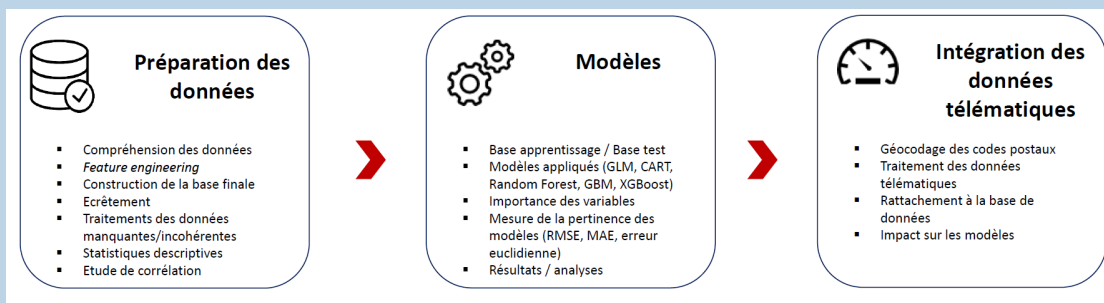 Préparation des
données
▪ Compréhension des données
▪ Feature engineering
▪ Construction de la base finale
▪ Ecrêtement
▪ Traitements des données
manquantes/incohérentes
▪ Statistiques descriptives
▪ Etude de corrélation
Modèles
▪ Base apprentissage / Base test
▪ Modèles appliqués (GLM, CART,
Random Forest, GBM, XGBoost)
▪ Importance des variables
▪ Mesure de la pertinence des
modèles (RMSE, MAE, erreur
euclidienne)
▪ Résultats / analyses
Intégration des
données
télématiques
▪ Géocodage des codes postaux
▪ Traitement des données
télématiques
▪ Rattachement à la base de
données
▪ Impact sur les modèles